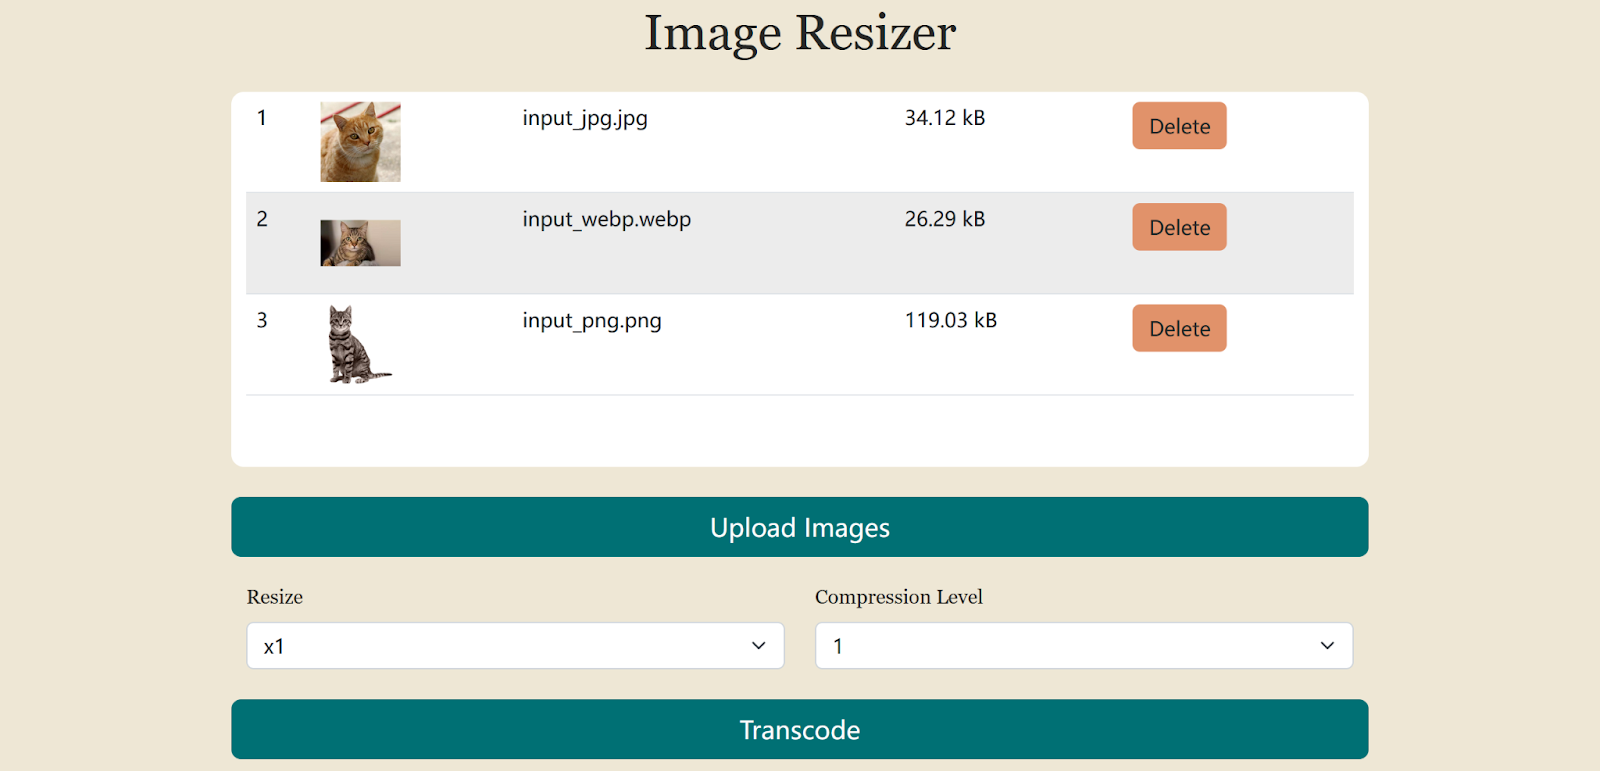 Image Resizer
1 input_jpg.jpg 34.12 kB Delete
2 input_webp.webp 26.29 kB Delete
3 input_png.png 119.03 kB Delete
Upload Images
Resize Compression Level
x1 1
Transcode